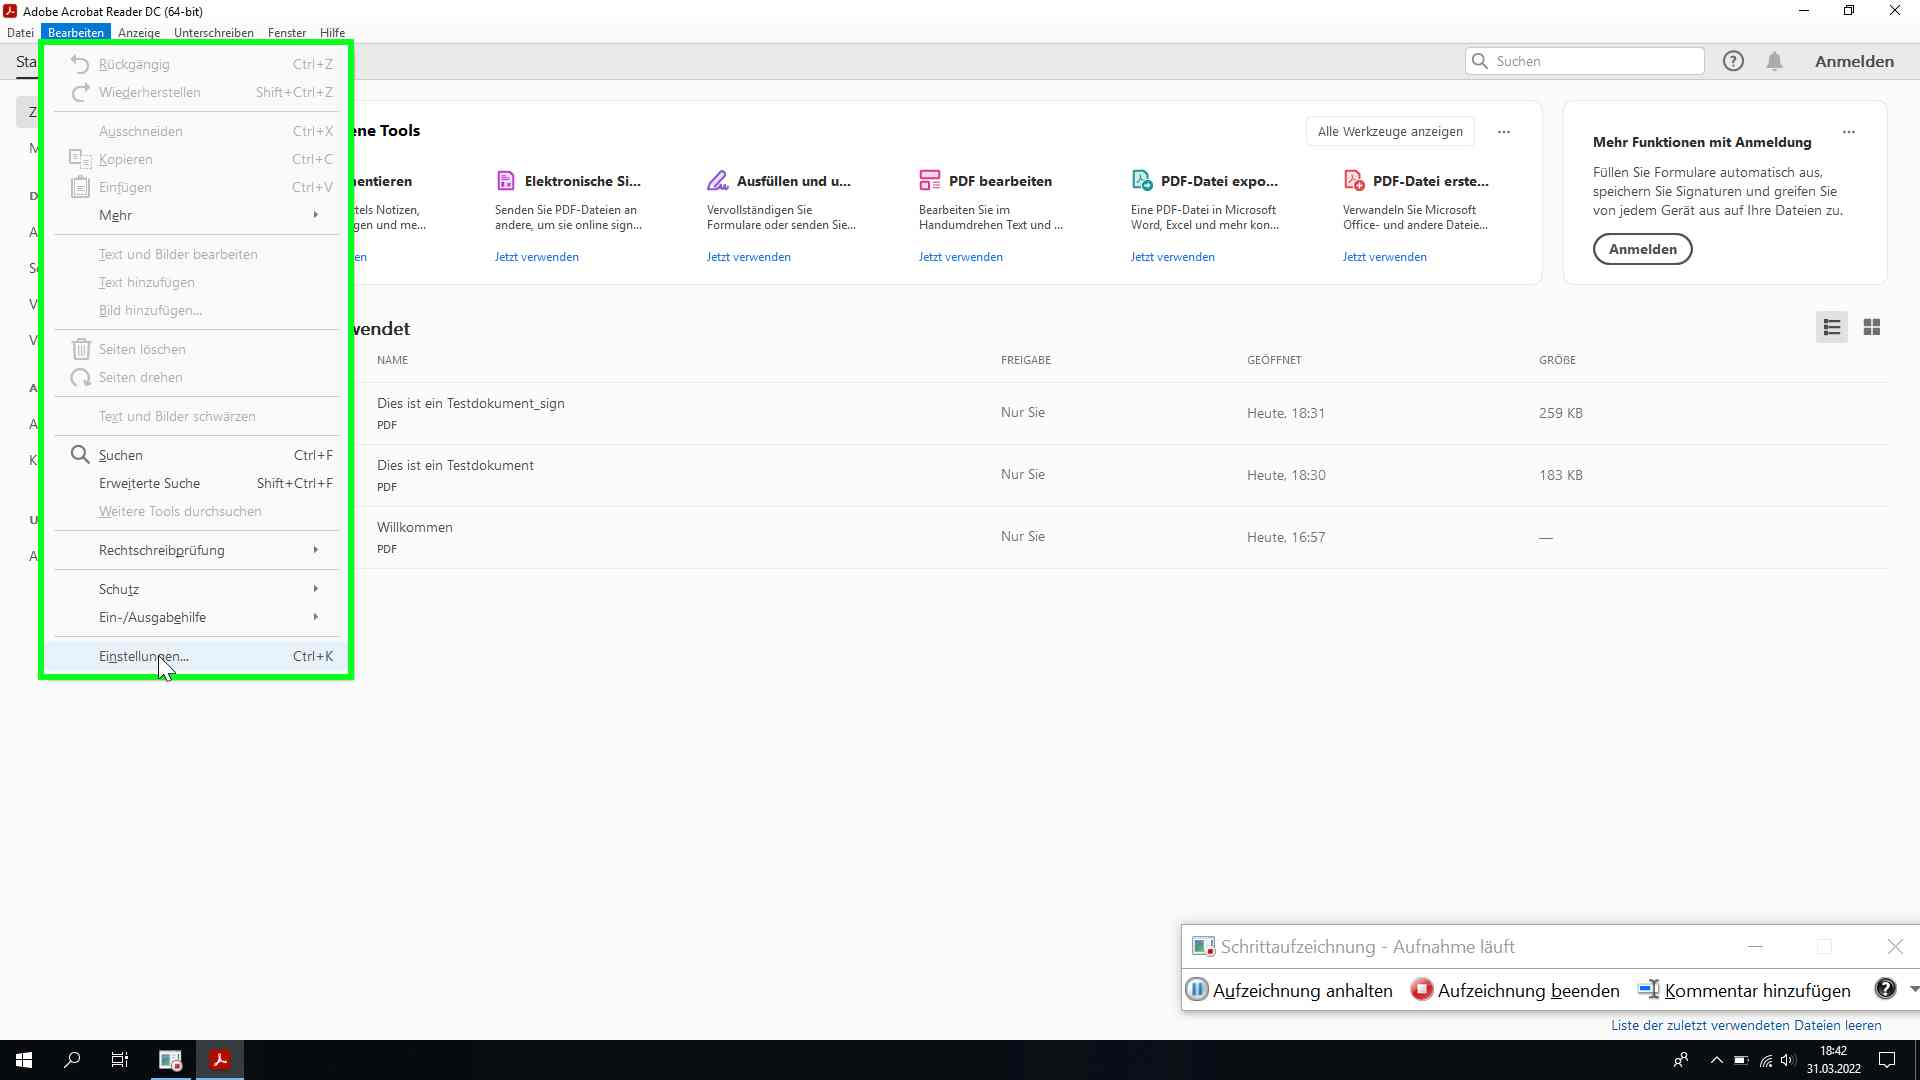 Adobe Acrobat Reader DC (64-bit)
Datei Bearbeiten Anzeige Unterschreiben Fenster Hilfe
Sta
Suchen
Anmelden
Rückgängig Ctrl+Z
Wiederherstellen Shift+Ctrl+Z
Ausschneiden Ctrl+X
Kopieren Ctrl+C
Einfügen Ctrl+V
Mehr
Text und Bilder bearbeiten
Text hinzufügen
Bild hinzufügen...
Seiten löschen
Seiten drehen
Text und Bilder schwärzen
Suchen Ctrl+F
Erweiterte Suche Shift+Ctrl+F
Weitere Tools durchsuchen
Rechtschreibprüfung
Schutz
Ein-/Ausgabehilfe
Einstellungen... Ctrl+K
Z
M
D
A
So
V
V
A
A
K
U
A
ene Tools
Alle Werkzeuge anzeigen
entieren
tels Notizen,
gen und me...
en
Elektronische Si...
Senden Sie PDF-Dateien an
andere, um sie online sign...
Jetzt verwenden
Ausfüllen und u...
Vervollständigen Sie
Formulare oder senden Sie...
Jetzt verwenden
PDF bearbeiten
Bearbeiten Sie im
Handumdrehen Text und ...
Jetzt verwenden
PDF-Datei expo...
Eine PDF-Datei in Microsoft
Word, Excel und mehr kon...
Jetzt verwenden
PDF-Datei erste...
Verwandeln Sie Microsoft
Office- und andere Dateie...
Jetzt verwenden
Mehr Funktionen mit Anmeldung
Füllen Sie Formulare automatisch aus,
speichern Sie Signaturen und greifen Sie
von jedem Gerät aus auf Ihre Dateien zu.
Anmelden
wendet
NAME FREIGABE GEÖFFNET GRÖßE
Dies ist ein Testdokument_sign
PDF
Nur Sie Heute, 18:31 259 KB
Dies ist ein Testdokument
PDF
Nur Sie Heute, 18:30 183 KB
Willkommen
PDF
Nur Sie Heute, 16:57 —
Schrittaufzeichnung - Aufnahme läuft
Aufzeichnung anhalten Aufzeichnung beenden Kommentar hinzufügen
Liste der zuletzt verwendeten Dateien leeren
18:42
31.03.2022